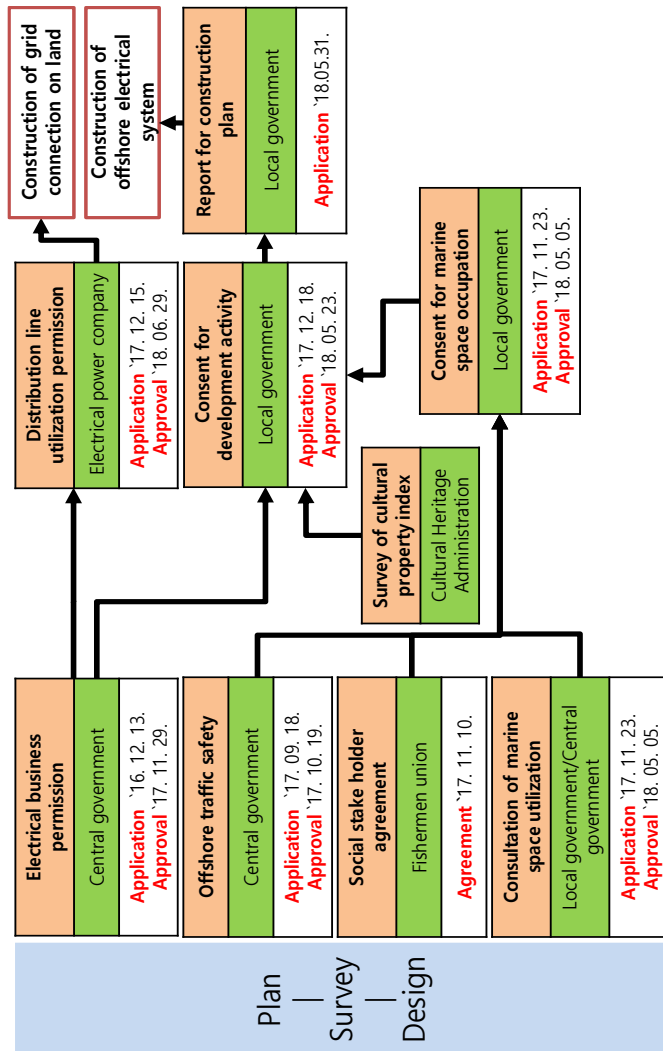 Plan
Survey
Design
Electrical business
permission
Central government
Application `16. 12. 13.
Approval `17. 11. 29.
Offshore traffic safety
Central government
Application `17. 09. 18.
Approval `17. 10. 19.
Social stake holder
agreement
Fishermen union
Agreement `17. 11. 10.
Consultation of marine
space utilization
Local government/Central
government
Application `17. 11. 23.
Approval `18. 05. 05.
Survey of cultural
property index
Cultural Heritage
Administration
Distribution line
utilization permission
Electrical power company
Application `17. 12. 15.
Approval `18. 06. 29.
Consent for
development activity
Local government
Application `17. 12. 18.
Approval `18. 05. 23.
Consent for marine
space occupation
Local government
Application `17. 11. 23.
Approval `18. 05. 05.
Construction of grid
connection on land
Construction of
offshore electrical
system
Report for construction
plan
Local government
Application `18.05.31.